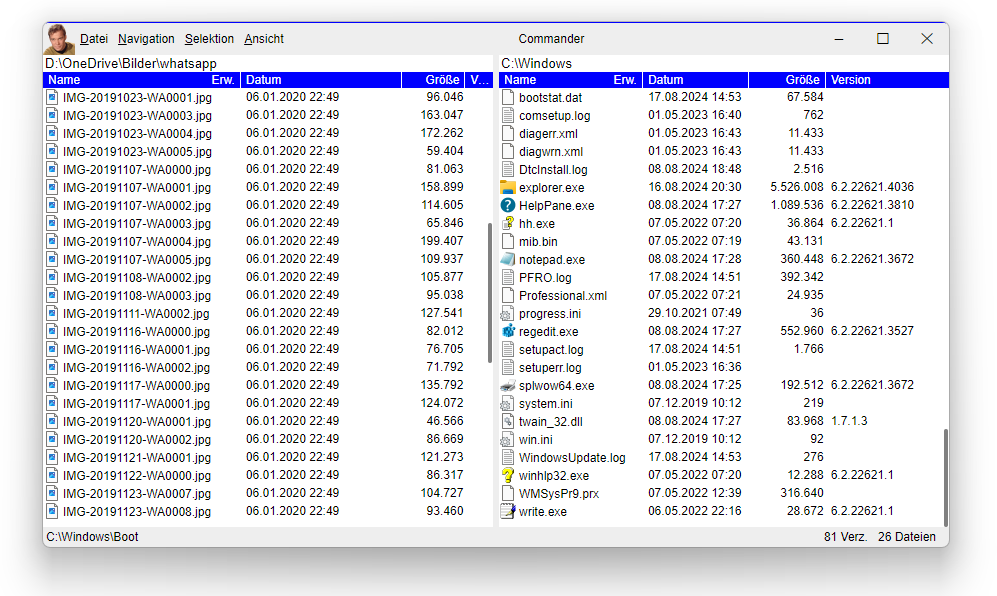 Datei Navigation Selektion Ansicht Commander
D:\OneDrive\Bilder\whatsapp
Name Erw. Datum Größe V...
IMG-20191023-WA0001.jpg 06.01.2020 22:49 96.046
IMG-20191023-WA0003.jpg 06.01.2020 22:49 163.047
IMG-20191023-WA0004.jpg 06.01.2020 22:49 172.262
IMG-20191023-WA0005.jpg 06.01.2020 22:49 59.404
IMG-20191107-WA0000.jpg 06.01.2020 22:49 81.063
IMG-20191107-WA0001.jpg 06.01.2020 22:49 158.899
IMG-20191107-WA0002.jpg 06.01.2020 22:49 114.605
IMG-20191107-WA0003.jpg 06.01.2020 22:49 65.846
IMG-20191107-WA0004.jpg 06.01.2020 22:49 199.407
IMG-20191107-WA0005.jpg 06.01.2020 22:49 109.937
IMG-20191108-WA0002.jpg 06.01.2020 22:49 105.877
IMG-20191108-WA0003.jpg 06.01.2020 22:49 95.038
IMG-20191111-WA0002.jpg 06.01.2020 22:49 127.541
IMG-20191116-WA0000.jpg 06.01.2020 22:49 82.012
IMG-20191116-WA0001.jpg 06.01.2020 22:49 76.705
IMG-20191116-WA0002.jpg 06.01.2020 22:49 71.792
IMG-20191117-WA0000.jpg 06.01.2020 22:49 135.792
IMG-20191117-WA0001.jpg 06.01.2020 22:49 124.072
IMG-20191120-WA0001.jpg 06.01.2020 22:49 46.566
IMG-20191120-WA0002.jpg 06.01.2020 22:49 86.669
IMG-20191121-WA0001.jpg 06.01.2020 22:49 121.273
IMG-20191122-WA0000.jpg 06.01.2020 22:49 86.317
IMG-20191123-WA0007.jpg 06.01.2020 22:49 104.727
IMG-20191123-WA0008.jpg 06.01.2020 22:49 93.460
C:\Windows
Name Erw. Datum Größe Version
bootstat.dat 17.08.2024 14:53 67.584
comsetup.log 01.05.2023 16:40 762
diagerr.xml 01.05.2023 16:43 11.433
diagwrn.xml 01.05.2023 16:43 11.433
DtcInstall.log 08.08.2024 18:48 2.516
explorer.exe 16.08.2024 20:30 5.526.008 6.2.22621.4036
HelpPane.exe 08.08.2024 17:27 1.089.536 6.2.22621.3810
hh.exe 07.05.2022 07:20 36.864 6.2.22621.1
mib.bin 07.05.2022 07:19 43.131
notepad.exe 08.08.2024 17:28 360.448 6.2.22621.3672
PFRO.log 17.08.2024 14:51 392.342
Professional.xml 07.05.2022 07:21 24.935
progress.ini 29.10.2021 07:49 36
regedit.exe 08.08.2024 17:27 552.960 6.2.22621.3527
setupact.log 17.08.2024 14:51 1.766
setuperr.log 01.05.2023 16:36
splwow64.exe 08.08.2024 17:25 192.512 6.2.22621.3672
system.ini 07.12.2019 10:12 219
twain_32.dll 08.08.2024 17:27 83.968 1.7.1.3
win.ini 07.12.2019 10:12 92
WindowsUpdate.log 17.08.2024 14:53 276
winhlp32.exe 07.05.2022 07:20 12.288 6.2.22621.1
WMSysPr9.prx 07.05.2022 12:39 316.640
write.exe 06.05.2022 22:16 28.672 6.2.22621.1
C:\Windows\Boot 81 Verz. 26 Dateien